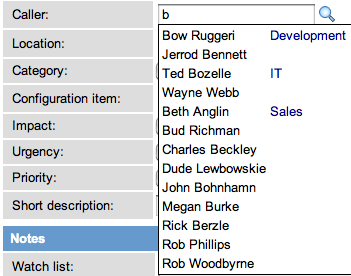 Caller: b
Location:
Category:
Configuration item:
Impact:
Urgency:
Priority:
Short description:
Notes
Watch list:
Bow Ruggeri Development
Jerrod Bennett
Ted Bozelle IT
Wayne Webb
Beth Anglin Sales
Bud Richman
Charles Beckley
Dude Lewbowskie
John Bohnhamn
Megan Burke
Rick Berzle
Rob Phillips
Rob Woodbyrne